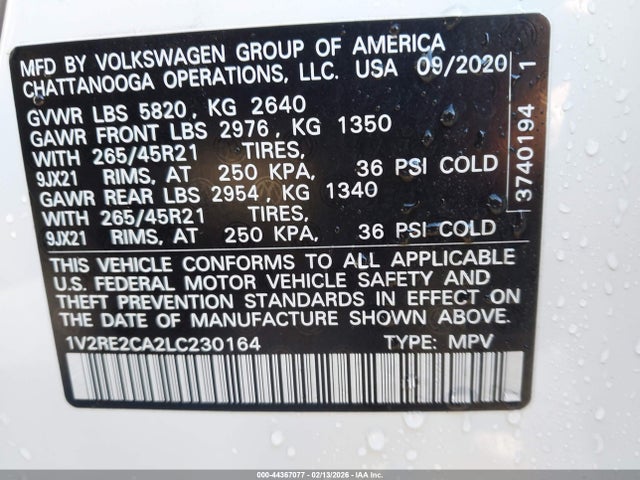 MFD BY VOLKSWAGEN GROUP OF AMERICA
CHATTANOOGA OPERATIONS, LLC. USA 09/2020
GVWR LBS 5820, KG 2640
GAWR FRONT LBS 2976, KG 1350
WITH 265/45R21 TIRES,
9JX21 RIMS, AT 250 KPA, 36 PSI COLD
GAWR REAR LBS 2954, KG 1340
WITH 265/45R21 TIRES,
9JX21 RIMS, AT 250 KPA, 36 PSI COLD
3740194 1
THIS VEHICLE CONFORMS TO ALL APPLICABLE
U.S. FEDERAL MOTOR VEHICLE SAFETY AND
THEFT PREVENTION STANDARDS IN EFFECT ON
THE DATE OF MANUFACTURE SHOWN ABOVE.
1V2RE2CA2LC230164 TYPE: MPV
000-44367077 - 02/13/2026 - IAAI.com